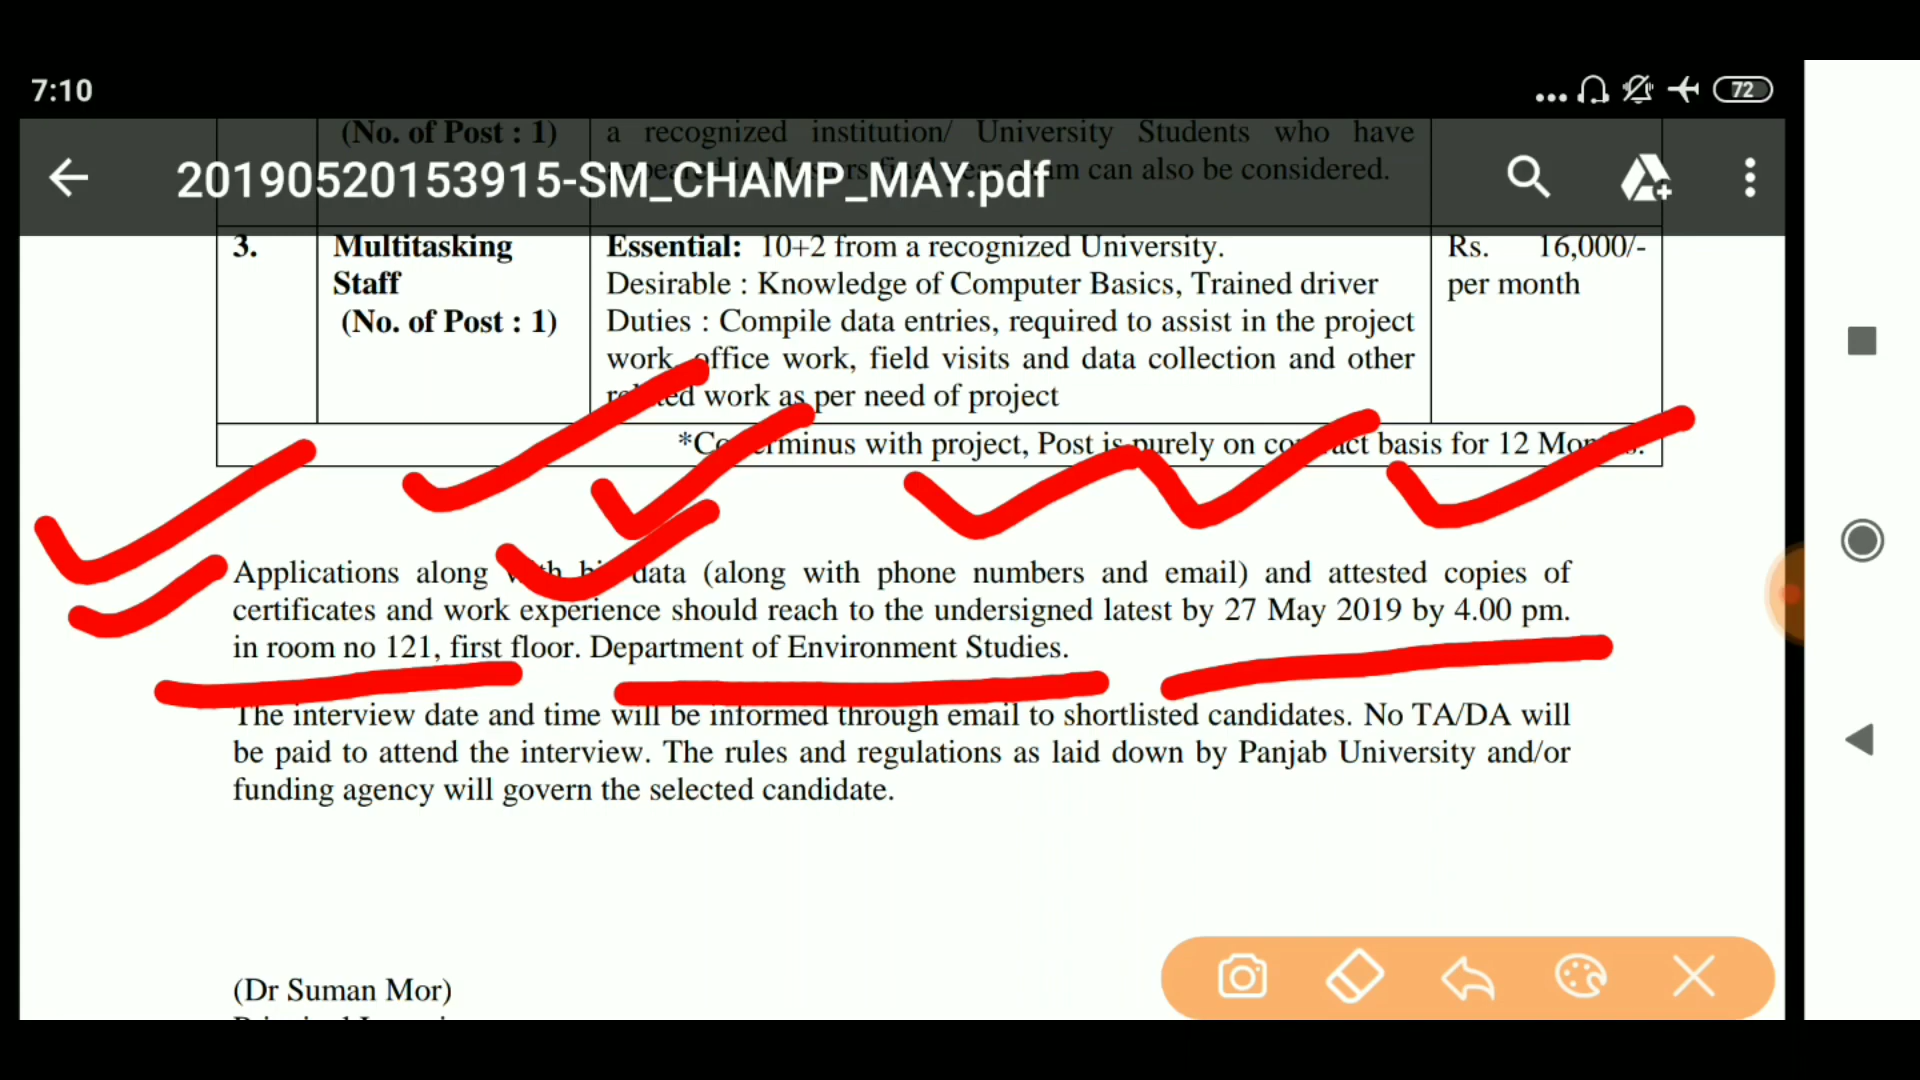 7:10
72
(No. of Post : 1) a recognized institution/ University Students who have
20190520153915-SM_CHAMP_MAY.pdf
can also be considered.
3. Multitasking Essential: 10+2 from a recognized University. Rs. 16,000/-
Staff Desirable : Knowledge of Computer Basics, Trained driver per month
(No. of Post : 1) Duties : Compile data entries, required to assist in the project
work, office work, field visits and data collection and other
related work as per need of project
with project, Post is purely on contract basis for 12
Applications along with data (along with phone numbers and email) and attested copies of
certificates and work experience should reach to the undersigned latest by 27 May 2019 by 4.00 pm.
in room no 121, first floor. Department of Environment Studies.
The interview date and time will be informed through email to shortlisted candidates. No TA/DA will
be paid to attend the interview. The rules and regulations as laid down by Panjab University and/or
funding agency will govern the selected candidate.
(Dr Suman Mor)